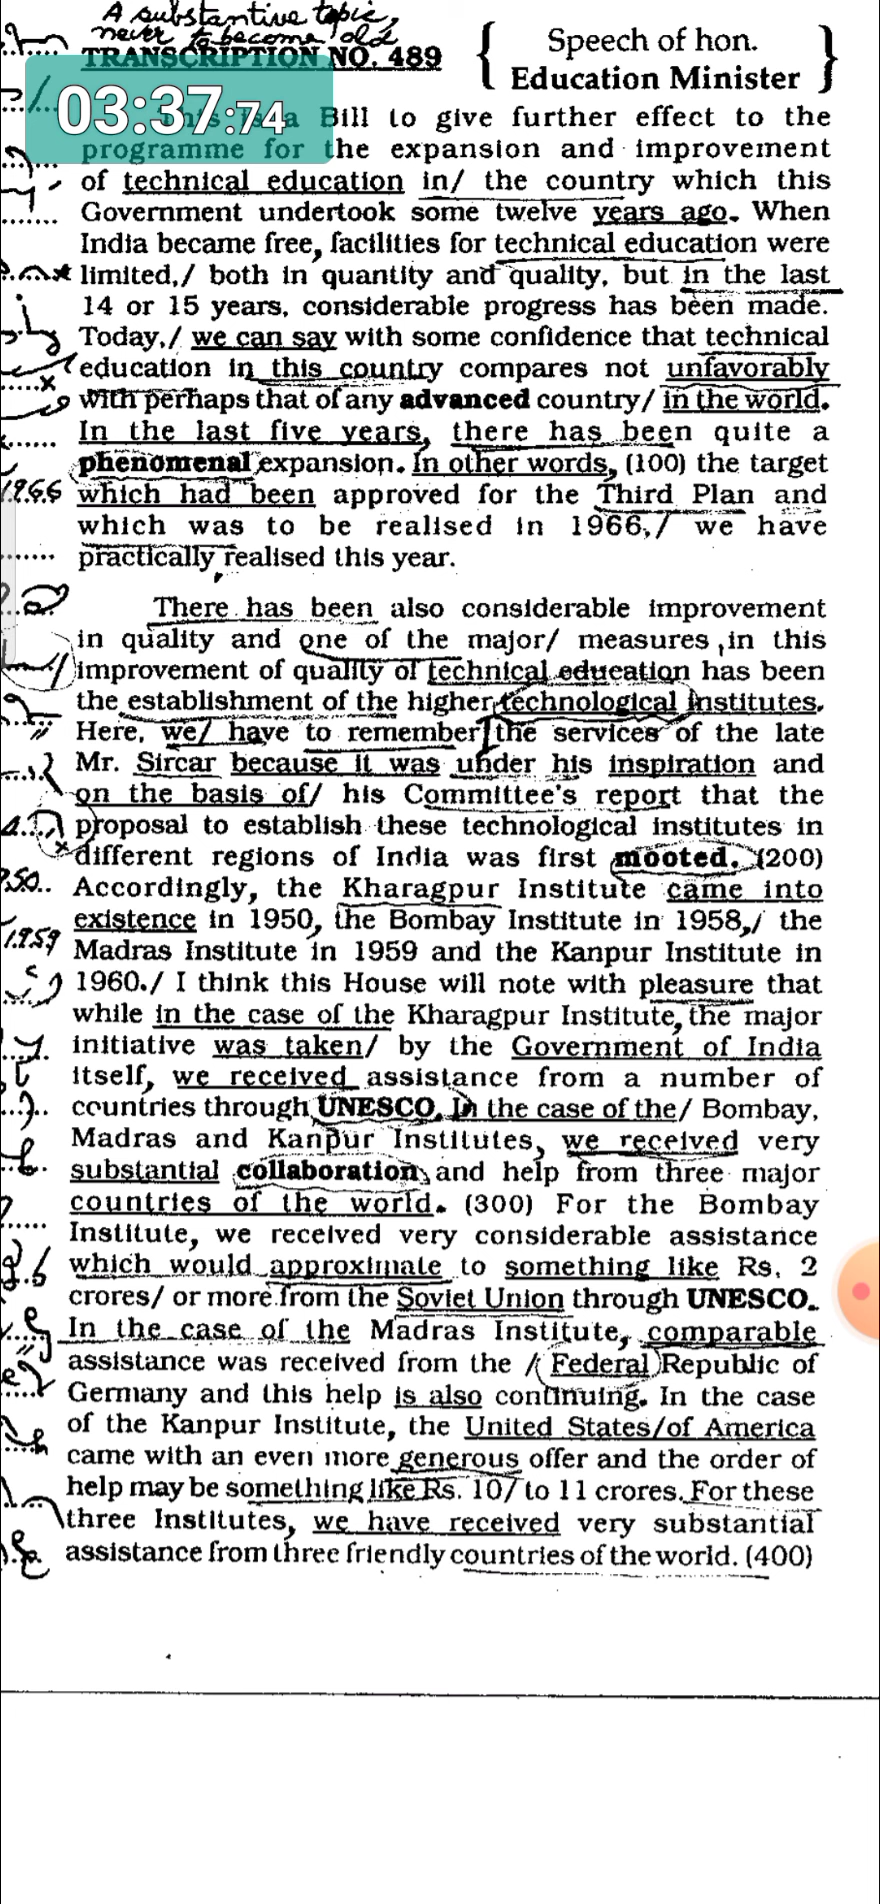 A substantive topic,
never to become old
TRANSCRIPTION NO. 489
{ Speech of hon.
Education Minister }
03:37:74
This is a Bill to give further effect to the
programme for the expansion and improvement
of technical education in/ the country which this
Government undertook some twelve years ago. When
India became free, facilities for technical education were
limited,/ both in quantity and quality, but in the last
14 or 15 years, considerable progress has been made.
Today,/ we can say with some confidence that technical
education in this country compares not unfavorably
with perhaps that of any advanced country/ in the world.
In the last five years, there has been quite a
phenomenal expansion. In other words, (100) the target
1966 which had been approved for the Third Plan and
which was to be realised in 1966,/ we have
practically realised this year.
There has been also considerable improvement
in quality and one of the major/ measures in this
improvement of quality of technical education has been
the establishment of the higher technological institutes.
Here, we/ have to remember the services of the late
Mr. Sircar because it was under his inspiration and
on the basis of/ his Committee's report that the
proposal to establish these technological institutes in
different regions of India was first mooted. (200)
50.. Accordingly, the Kharagpur Institute came into
existence in 1950, the Bombay Institute in 1958,/ the
1959 Madras Institute in 1959 and the Kanpur Institute in
1960./ I think this House will note with pleasure that
while in the case of the Kharagpur Institute, the major
initiative was taken/ by the Government of India
itself, we received assistance from a number of
countries through UNESCO. In the case of the/ Bombay,
Madras and Kanpur Institutes, we received very
substantial collaboration and help from three major
countries of the world. (300) For the Bombay
Institute, we received very considerable assistance
which would approximate to something like Rs. 2
crores/ or more from the Soviet Union through UNESCO.
In the case of the Madras Institute, comparable
assistance was received from the / Federal Republic of
Germany and this help is also continuing. In the case
of the Kanpur Institute, the United States/of America
came with an even more generous offer and the order of
help may be something like Rs. 10/ to 11 crores. For these
three Institutes, we have received very substantial
assistance from three friendly countries of the world. (400)